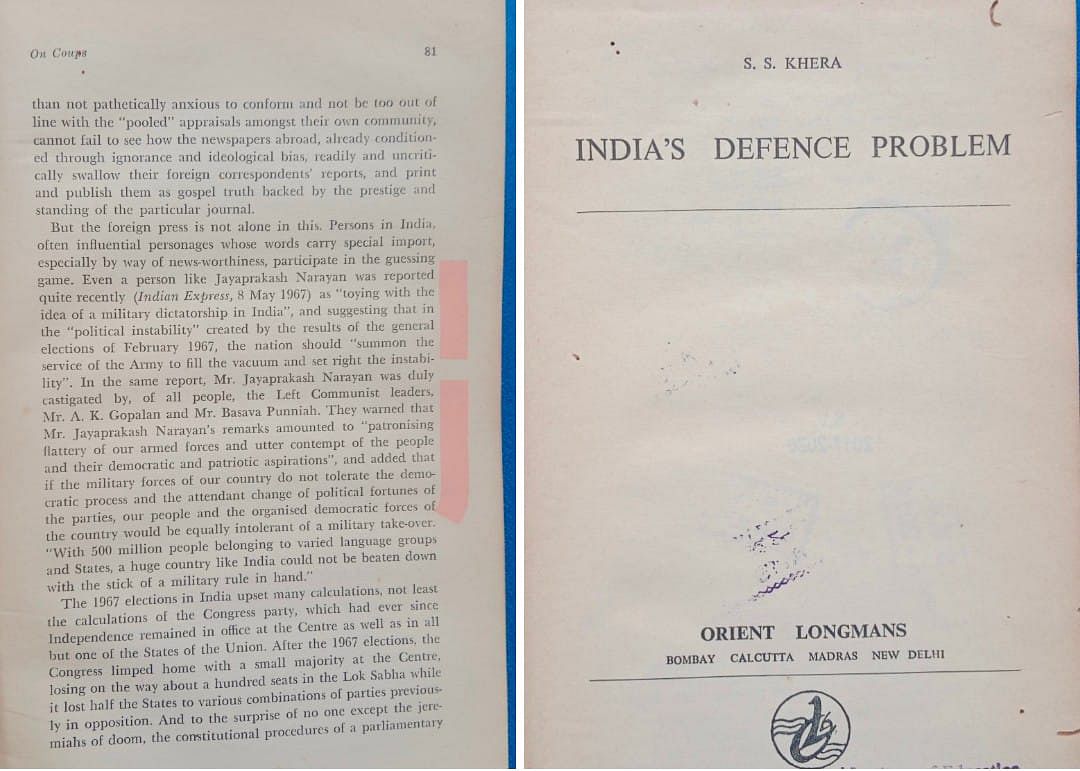 On Coups 81
than not pathetically anxious to conform and not be too out of
line with the "pooled" appraisals amongst their own community,
cannot fail to see how the newspapers abroad, already condition-
ed through ignorance and ideological bias, readily and uncriti-
cally swallow their foreign correspondents' reports, and print
and publish them as gospel truth backed by the prestige and
standing of the particular journal.
But the foreign press is not alone in this. Persons in India,
often influential personages whose words carry special import,
especially by way of news-worthiness, participate in the guessing
game. Even a person like Jayaprakash Narayan was reported
quite recently (Indian Express, 8 May 1967) as "toying with the
idea of a military dictatorship in India", and suggesting that in
the "political instability" created by the results of the general
elections of February 1967, the nation should "summon the
service of the Army to fill the vacuum and set right the instabi-
lity". In the same report, Mr. Jayaprakash Narayan was duly
castigated by, of all people, the Left Communist leaders,
Mr. A. K. Gopalan and Mr. Basava Punniah. They warned that
Mr. Jayaprakash Narayan's remarks amounted to "patronising
flattery of our armed forces and utter contempt of the people
and their democratic and patriotic aspirations", and added that
if the military forces of our country do not tolerate the demo-
cratic process and the attendant change of political fortunes of
the parties, our people and the organised democratic forces of
the country would be equally intolerant of a military take-over.
"With 500 million people belonging to varied language groups
and States, a huge country like India could not be beaten down
with the stick of a military rule in hand."
The 1967 elections in India upset many calculations, not least
the calculations of the Congress party, which had ever since
Independence remained in office at the Centre as well as in all
but one of the States of the Union. After the 1967 elections, the
Congress limped home with a small majority at the Centre,
losing on the way about a hundred seats in the Lok Sabha while
it lost half the States to various combinations of parties previous-
ly in opposition. And to the surprise of no one except the jere-
miahs of doom, the constitutional procedures of a parliamentary
S. S. KHERA
INDIA'S DEFENCE PROBLEM
ORIENT LONGMANS
BOMBAY CALCUTTA MADRAS NEW DELHI